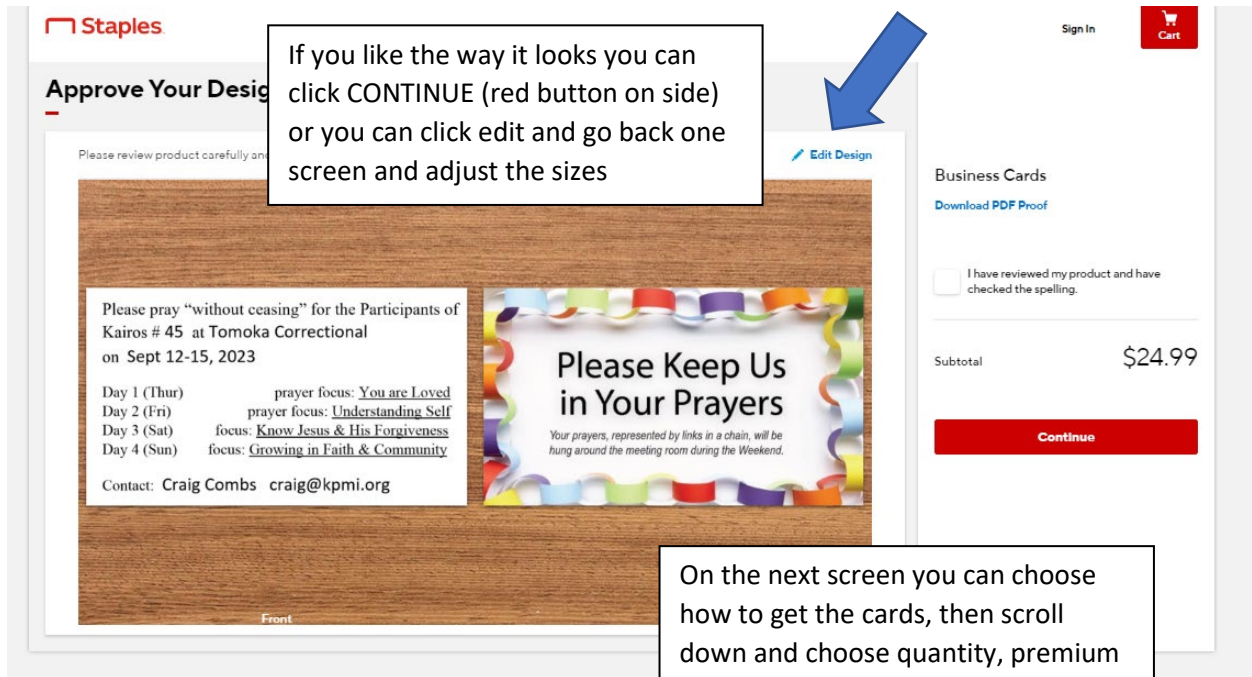 Staples
Sign In
Cart
If you like the way it looks you can
click CONTINUE (red button on side)
or you can click edit and go back one
screen and adjust the sizes
Approve Your
Please review product carefully
Edit Design
Business Cards
Download PDF Proof
I have reviewed my product and have
checked the spelling.
Subtotal $24.99
Continue
Please pray “without ceasing” for the Participants of
Kairos # 45 at Tomoka Correctional
on Sept 12-15, 2023
Day 1 (Thur) prayer focus: You are Loved
Day 2 (Fri) prayer focus: Understanding Self
Day 3 (Sat) focus: Know Jesus & His Forgiveness
Day 4 (Sun) focus: Growing in Faith & Community
Contact: Craig Combs craig@kpmi.org
Please Keep Us
in Your Prayers
Your prayers, represented by links in a chain, will be
hung around the meeting room during the Weekend.
Front
On the next screen you can choose
how to get the cards, then scroll
down and choose quantity, premium